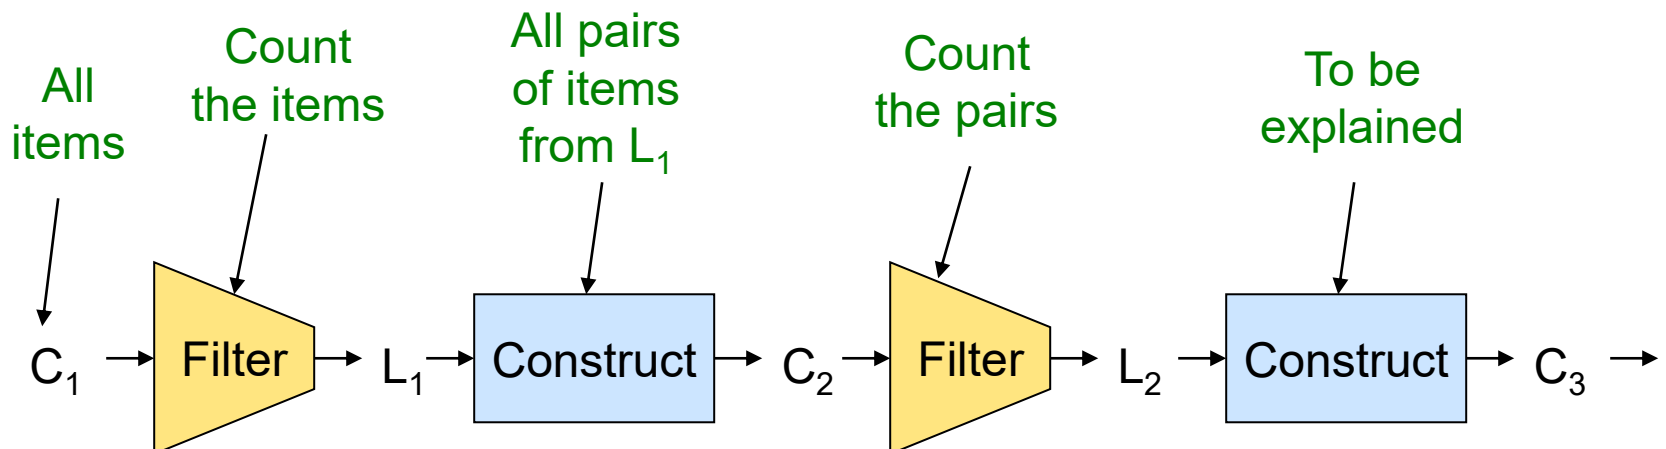 All
items
Count
the items
All pairs
of items
from L₁
Count
the pairs
To be
explained
C₁
Filter
L₁
Construct
C₂
Filter
L₂
Construct
C₃